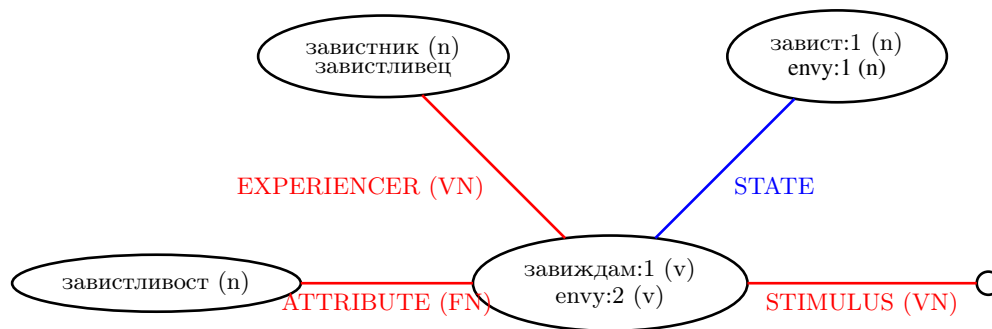 завистник (n)
завистливец
завист:1 (n)
envy:1 (n)
EXPERIENCER (VN)
STATE
завистливост (n)
ATTRIBUTE (FN)
завиждам:1 (v)
envy:2 (v)
STIMULUS (VN)